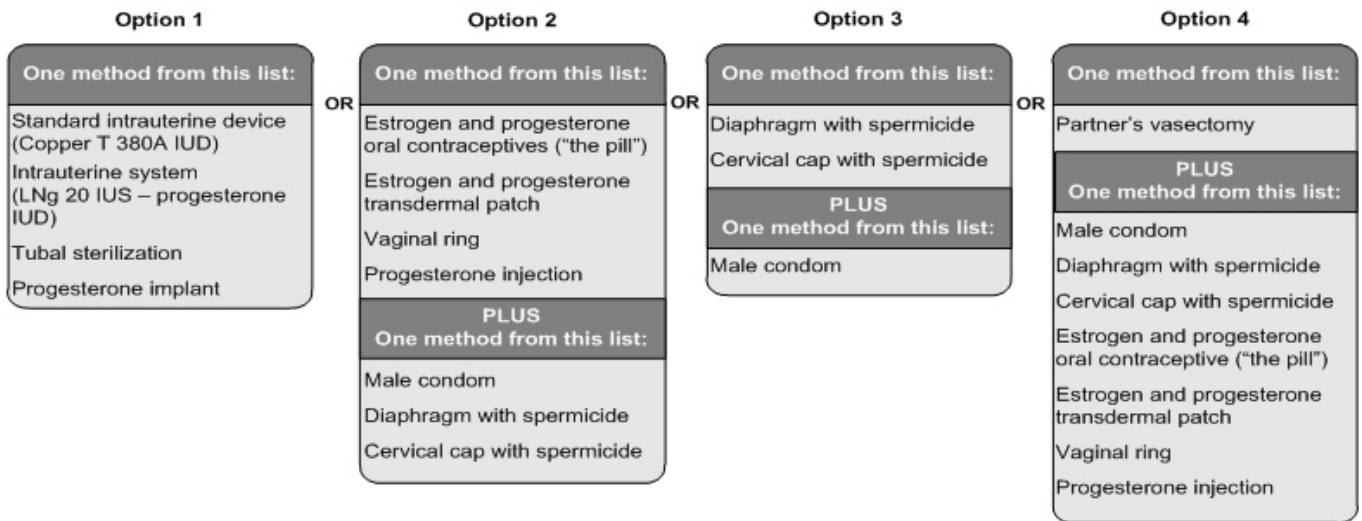 Option 1
One method from this list:
Standard intrauterine device
(Copper T 380A IUD)
Intrauterine system
(LNg 20 IUS – progesterone
IUD)
Tubal sterilization
Progesterone implant
OR
Option 2
One method from this list:
Estrogen and progesterone
oral contraceptives (“the pill”)
Estrogen and progesterone
transdermal patch
Vaginal ring
Progesterone injection
PLUS
One method from this list:
Male condom
Diaphragm with spermicide
Cervical cap with spermicide
OR
Option 3
One method from this list:
Diaphragm with spermicide
Cervical cap with spermicide
PLUS
One method from this list:
Male condom
OR
Option 4
One method from this list:
Partner’s vasectomy
PLUS
One method from this list:
Male condom
Diaphragm with spermicide
Cervical cap with spermicide
Estrogen and progesterone
oral contraceptive (“the pill”)
Estrogen and progesterone
transdermal patch
Vaginal ring
Progesterone injection